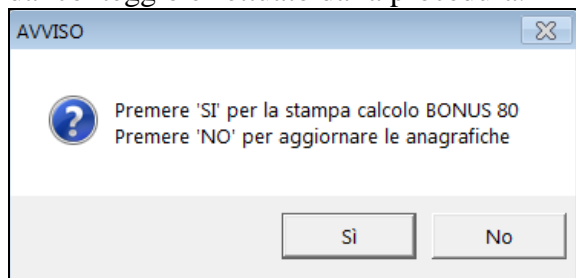 AVVISO
Premere 'SI' per la stampa calcolo BONUS 80
Premere 'NO' per aggiornare le anagrafiche
Sì
No